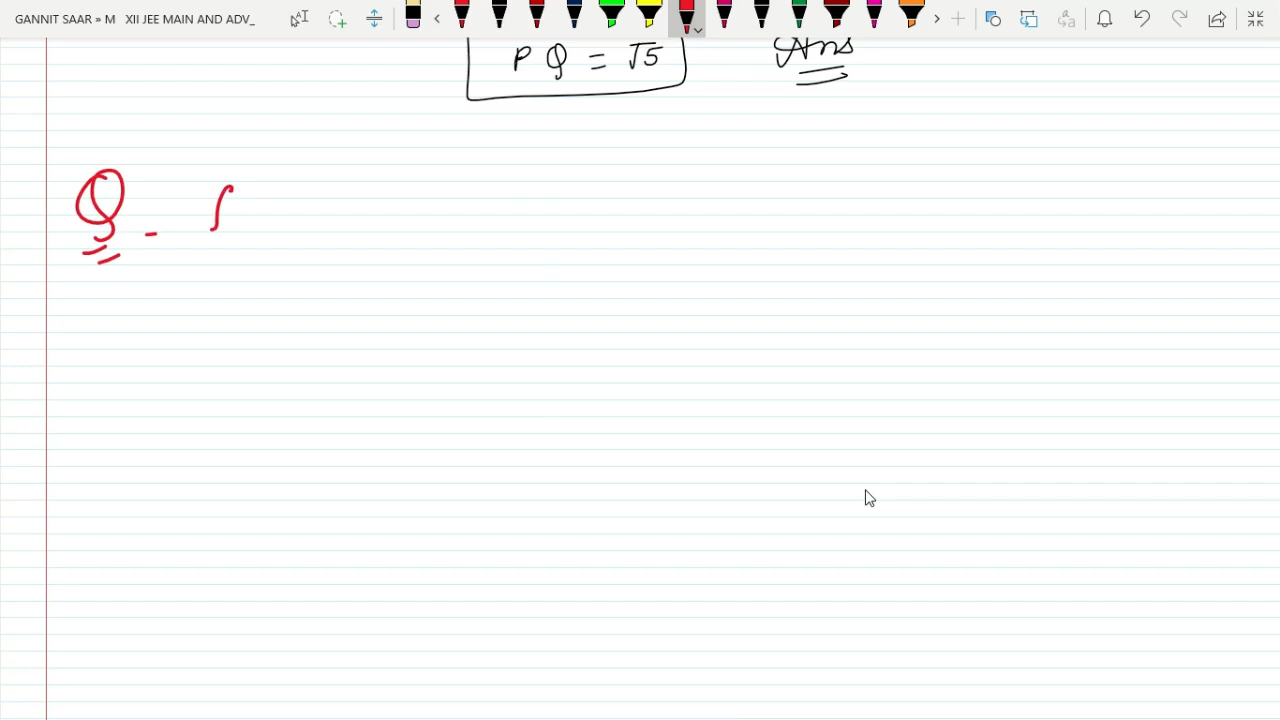 GANNIT SAAR » M XII JEE MAIN AND ADV_
PQ = √5 Ans
Q - ∫